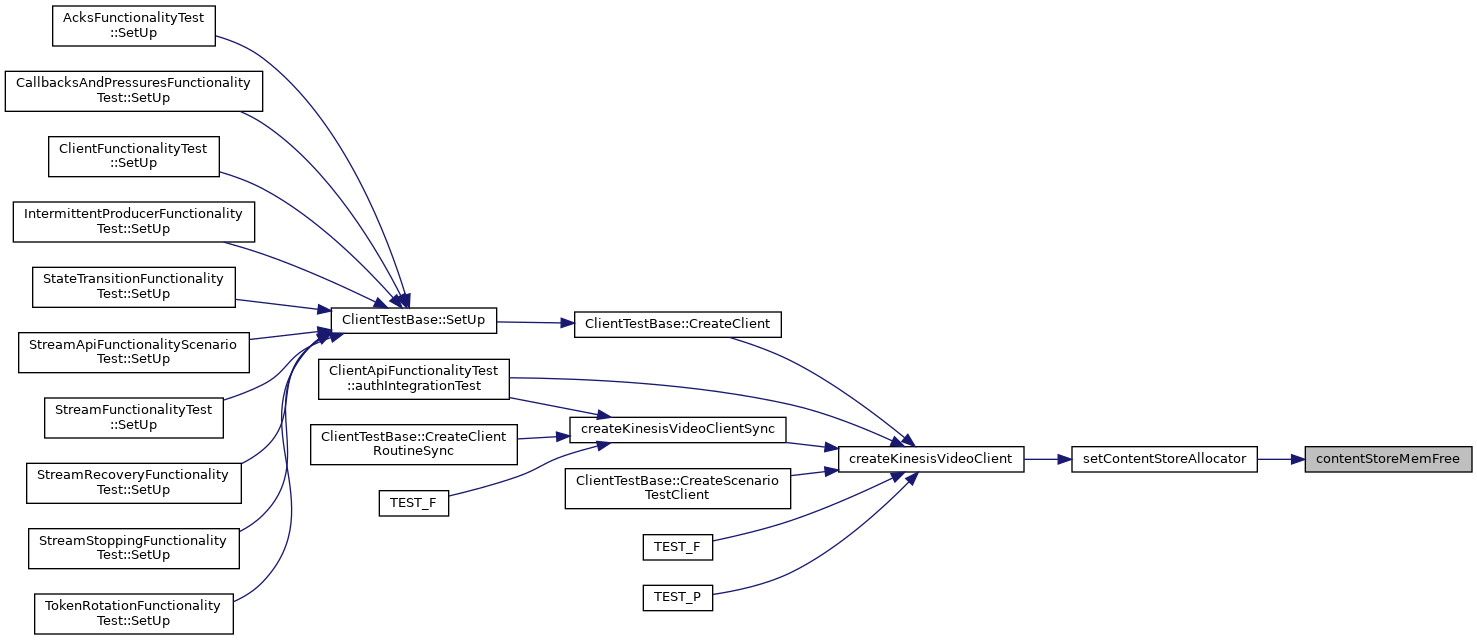 AcksFunctionalityTest
::SetUp
CallbacksAndPressuresFunctionality
Test::SetUp
ClientFunctionalityTest
::SetUp
IntermittentProducerFunctionality
Test::SetUp
StateTransitionFunctionality
Test::SetUp
StreamApiFunctionalityScenario
Test::SetUp
StreamFunctionalityTest
::SetUp
StreamRecoveryFunctionality
Test::SetUp
StreamStoppingFunctionality
Test::SetUp
TokenRotationFunctionality
Test::SetUp
ClientTestBase::SetUp
ClientApiFunctionalityTest
::authIntegrationTest
ClientTestBase::CreateClient
RoutineSync
TEST_F
ClientTestBase::CreateClient
createKinesisVideoClientSync
ClientTestBase::CreateScenario
TestClient
TEST_F
TEST_P
createKinesisVideoClient
setContentStoreAllocator
contentStoreMemFree